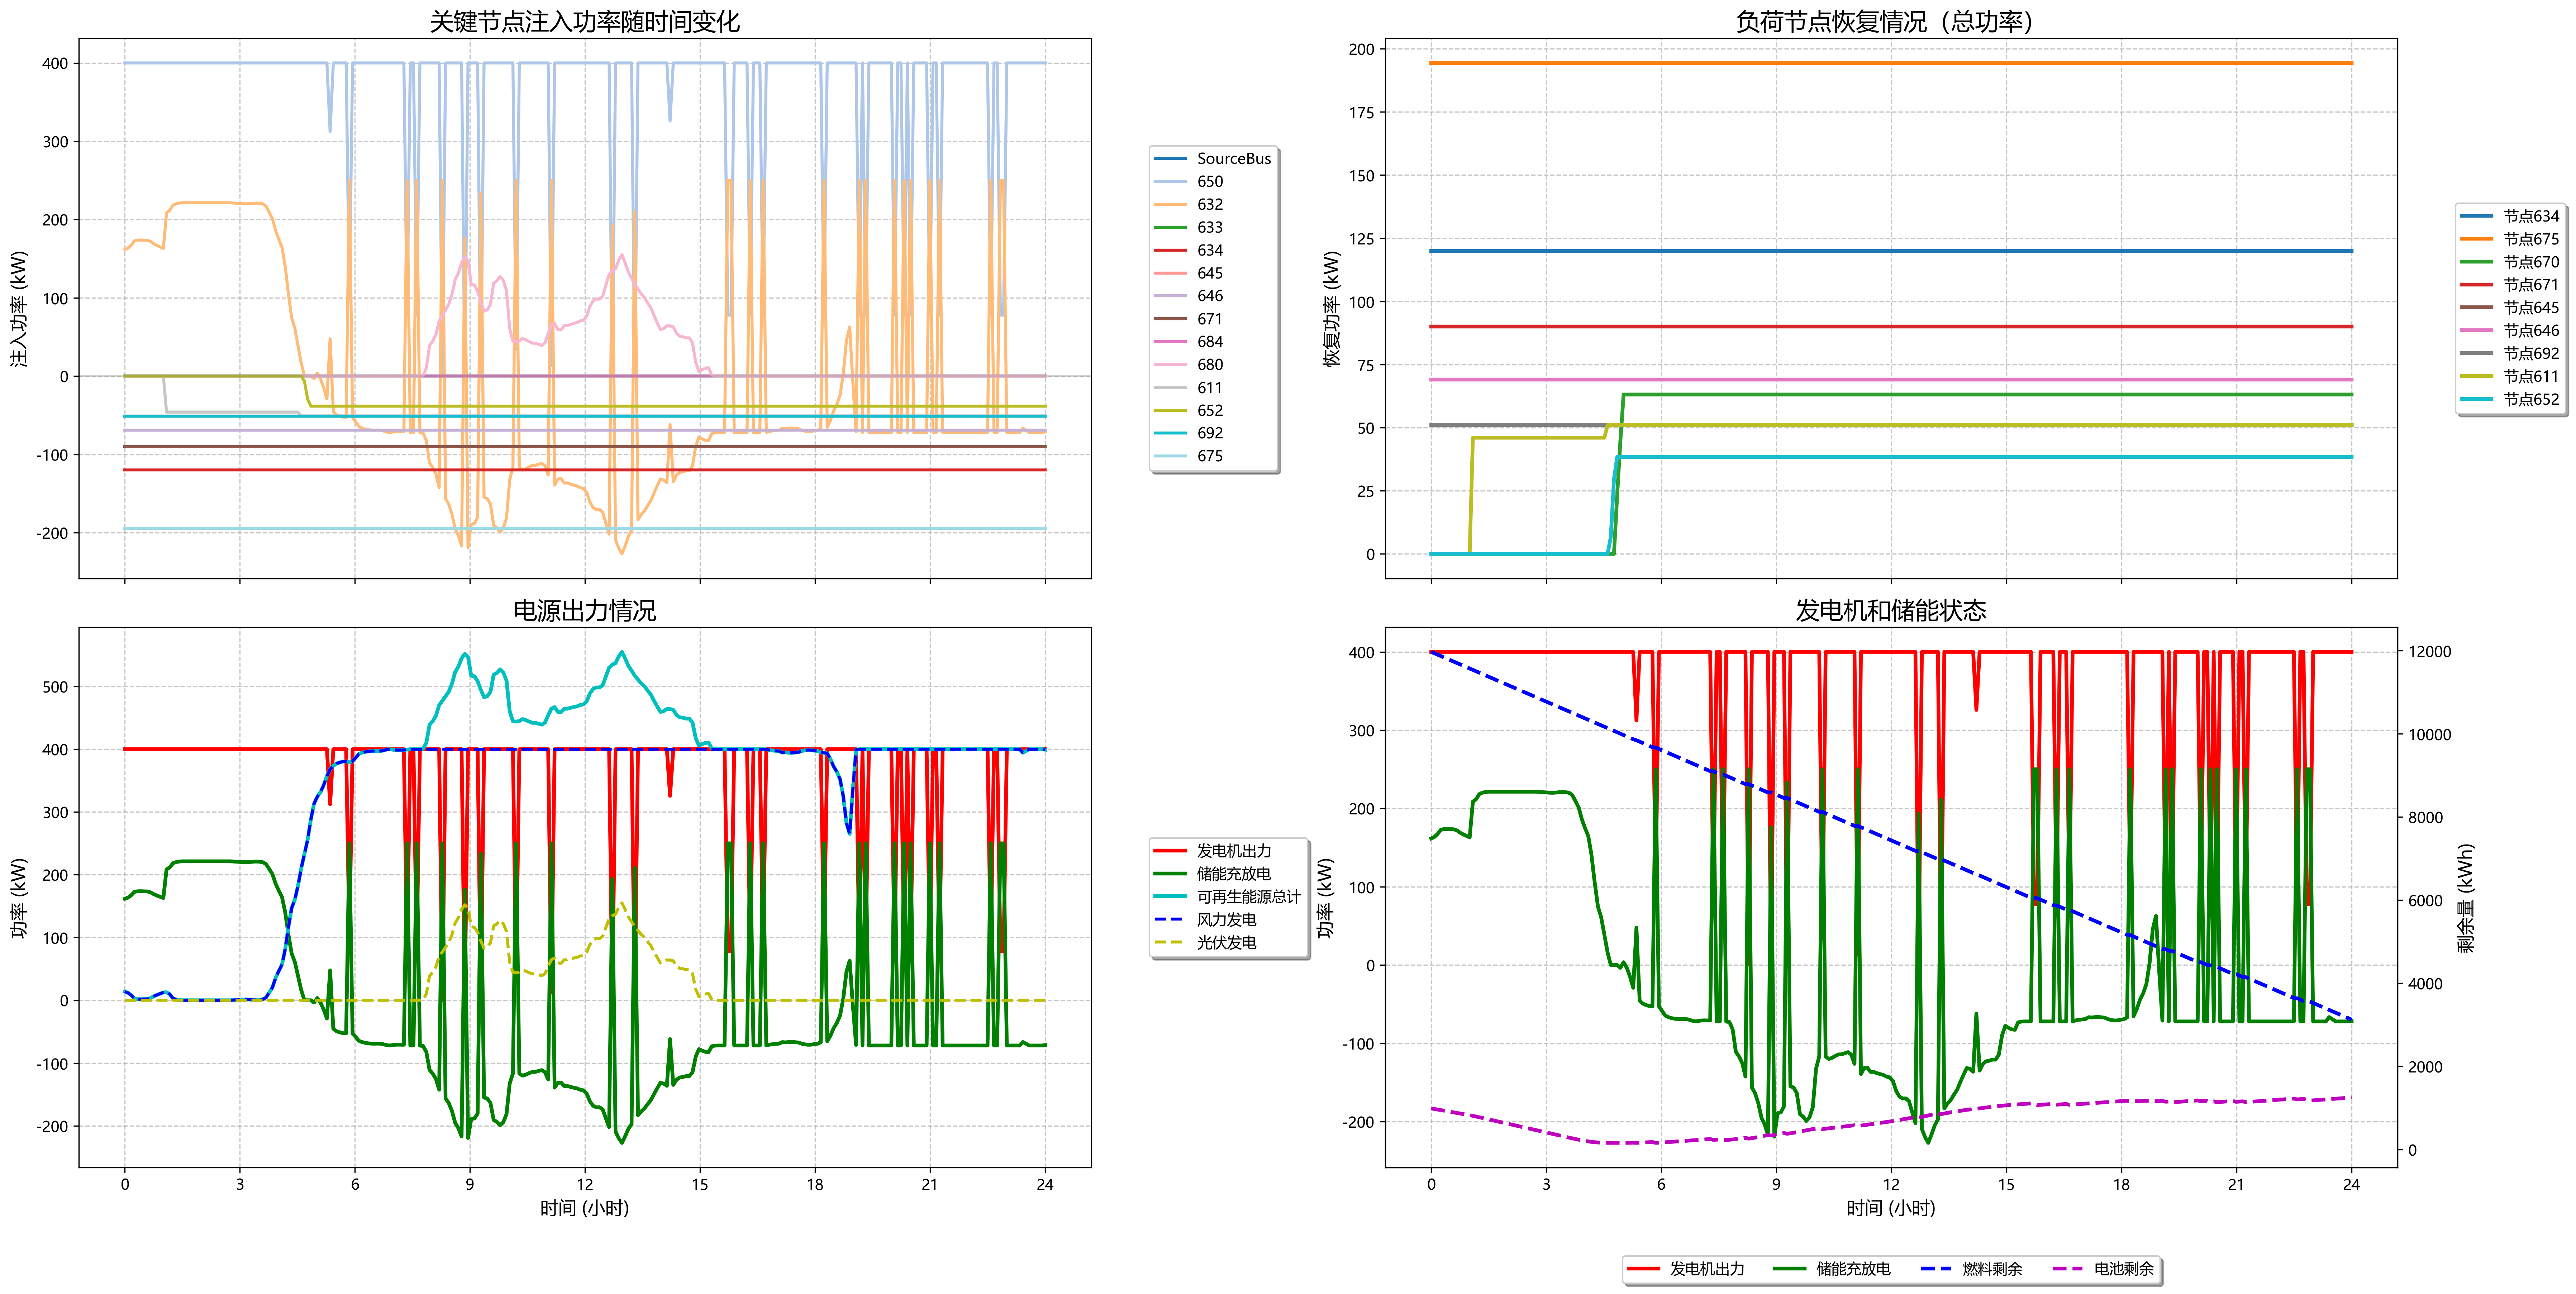 关键节点注入功率随时间变化
400
300
200
100
0
-100
-200
注入功率 (kW)
SourceBus
650
632
633
634
645
646
671
684
680
611
652
692
675
负荷节点恢复情况（总功率）
200
175
150
125
100
75
50
25
0
恢复功率 (kW)
节点634
节点675
节点670
节点671
节点645
节点646
节点692
节点611
节点652
电源出力情况
500
400
300
200
100
0
-100
-200
功率 (kW)
0 3 6 9 12 15 18 21 24
时间 (小时)
发电机出力
储能充放电
可再生能源总计
风力发电
光伏发电
发电机和储能状态
400
300
200
100
0
-100
-200
功率 (kW)
12000
10000
8000
6000
4000
2000
0
剩余量 (kWh)
0 3 6 9 12 15 18 21 24
时间 (小时)
发电机出力 储能充放电 燃料剩余 电池剩余